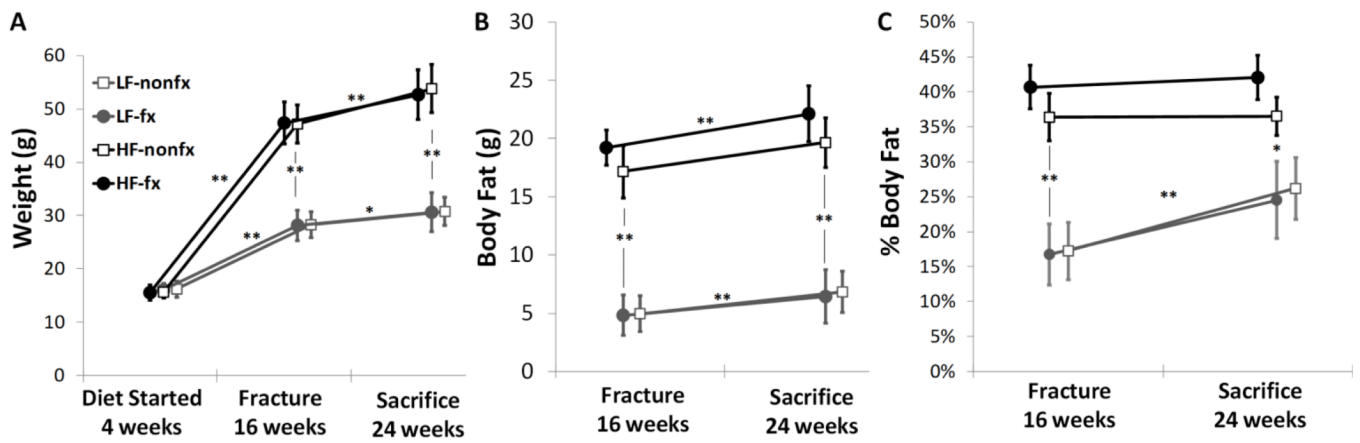 A
Weight (g)
60
50
40
30
20
10
0
LF-nonfx
LF-fx
HF-nonfx
HF-fx
**
**
**
*
**
**
Diet Started
4 weeks
Fracture
16 weeks
Sacrifice
24 weeks
B
Body Fat (g)
30
25
20
15
10
5
0
**
**
**
**
Fracture
16 weeks
Sacrifice
24 weeks
C
% Body Fat
50%
45%
40%
35%
30%
25%
20%
15%
10%
5%
0%
**
**
*
Fracture
16 weeks
Sacrifice
24 weeks